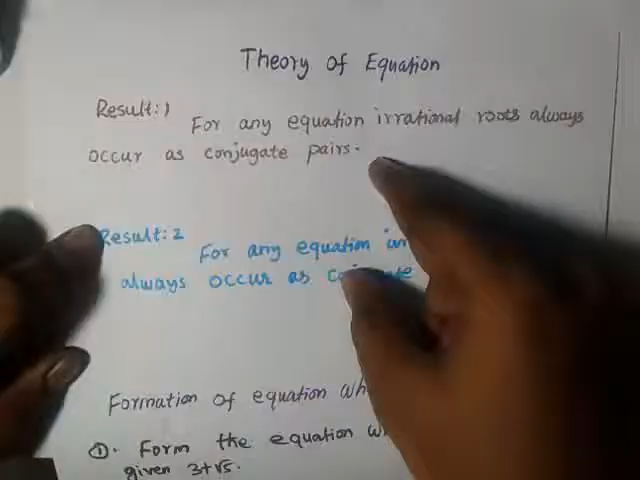 Theory of Equation
Result:1
For any equation irrational roots always
occur as conjugate pairs.
Result:2
For any equation
always occur as
Formation of equation
①. Form the equation
given 3+√5.